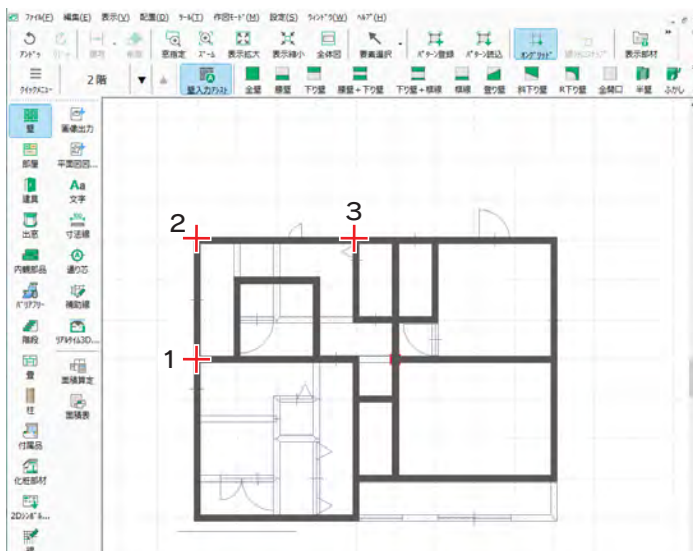 ファイル(F) 編集(E) 表示(V) 配置(D) ツール(T) 作図モード(M) 設定(S) ウィンドウ(W) ヘルプ(H)
アンドゥ 窓指定 ズーム 表示拡大 表示縮小 全体図 要素選択 パターン登録 パターン読込 オングリッド 表示部材
クイックメニュー 2階 壁入力アシスト 全壁 腰壁 下り壁 腰壁+下り壁 下り壁+框線 框線 登り壁 斜下り壁 R下り壁 全開口 半壁 ふかし
壁 画像出力
部屋 平面図図...
建具 Aa 文字
出窓 寸法線
内観部品 通り芯
バリアフリー 補助線
階段 リアルタイム3D...
畳 面積算定
柱 面積表
付属品
化粧部材
2Dシンボル...
線
2 3
1